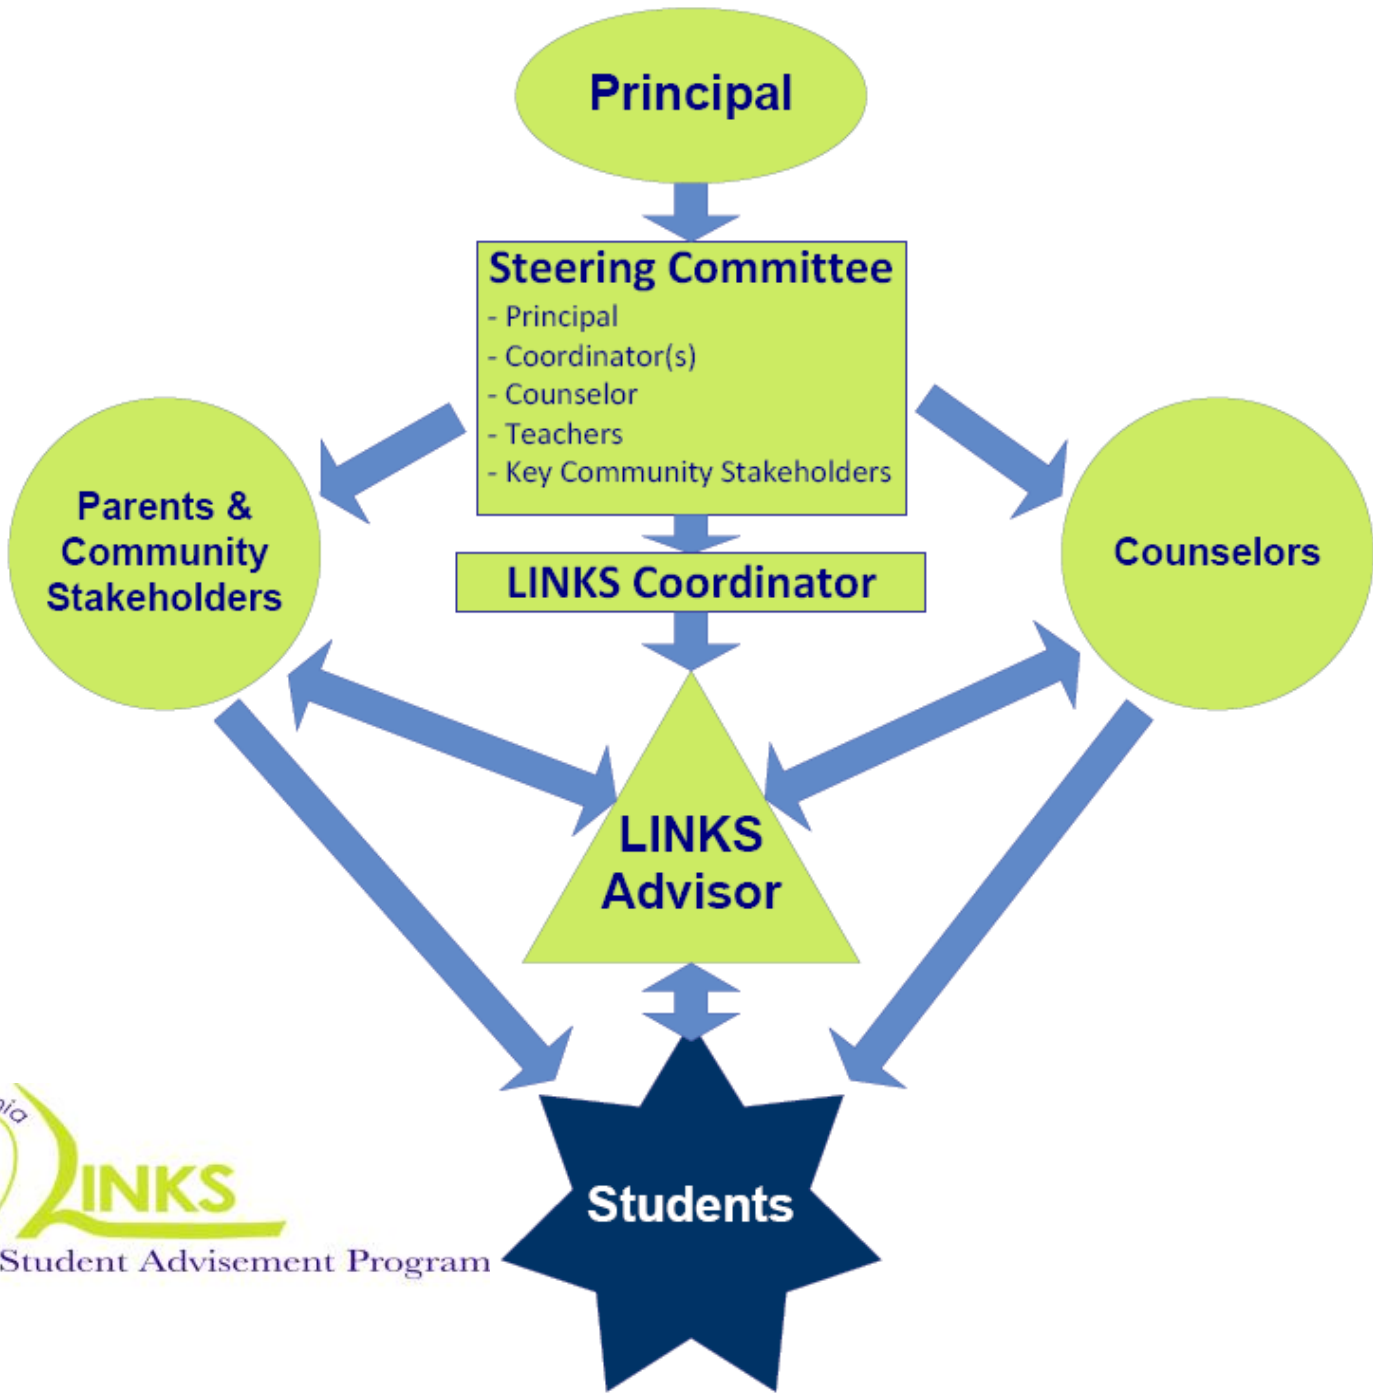 Principal
Steering Committee
- Principal
- Coordinator(s)
- Counselor
- Teachers
- Key Community Stakeholders
Parents &
Community
Stakeholders
Counselors
LINKS Coordinator
LINKS
Advisor
Students
LINKS
Student Advisement Program